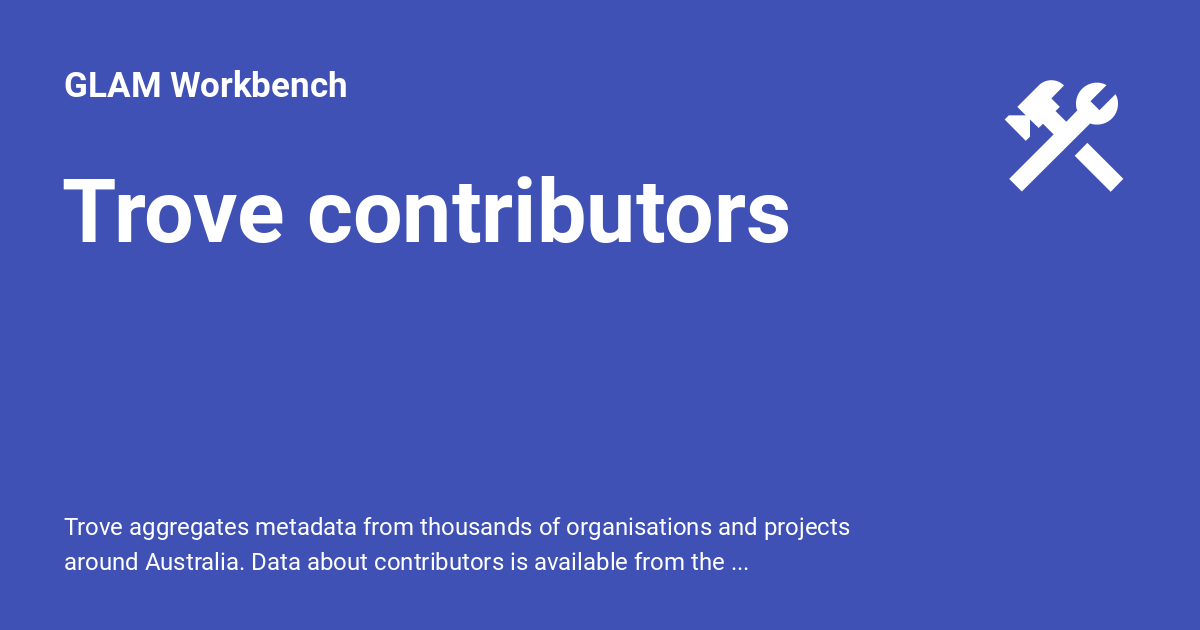 GLAM Workbench
Trove contributors
Trove aggregates metadata from thousands of organisations and projects
around Australia. Data about contributors is available from the ...